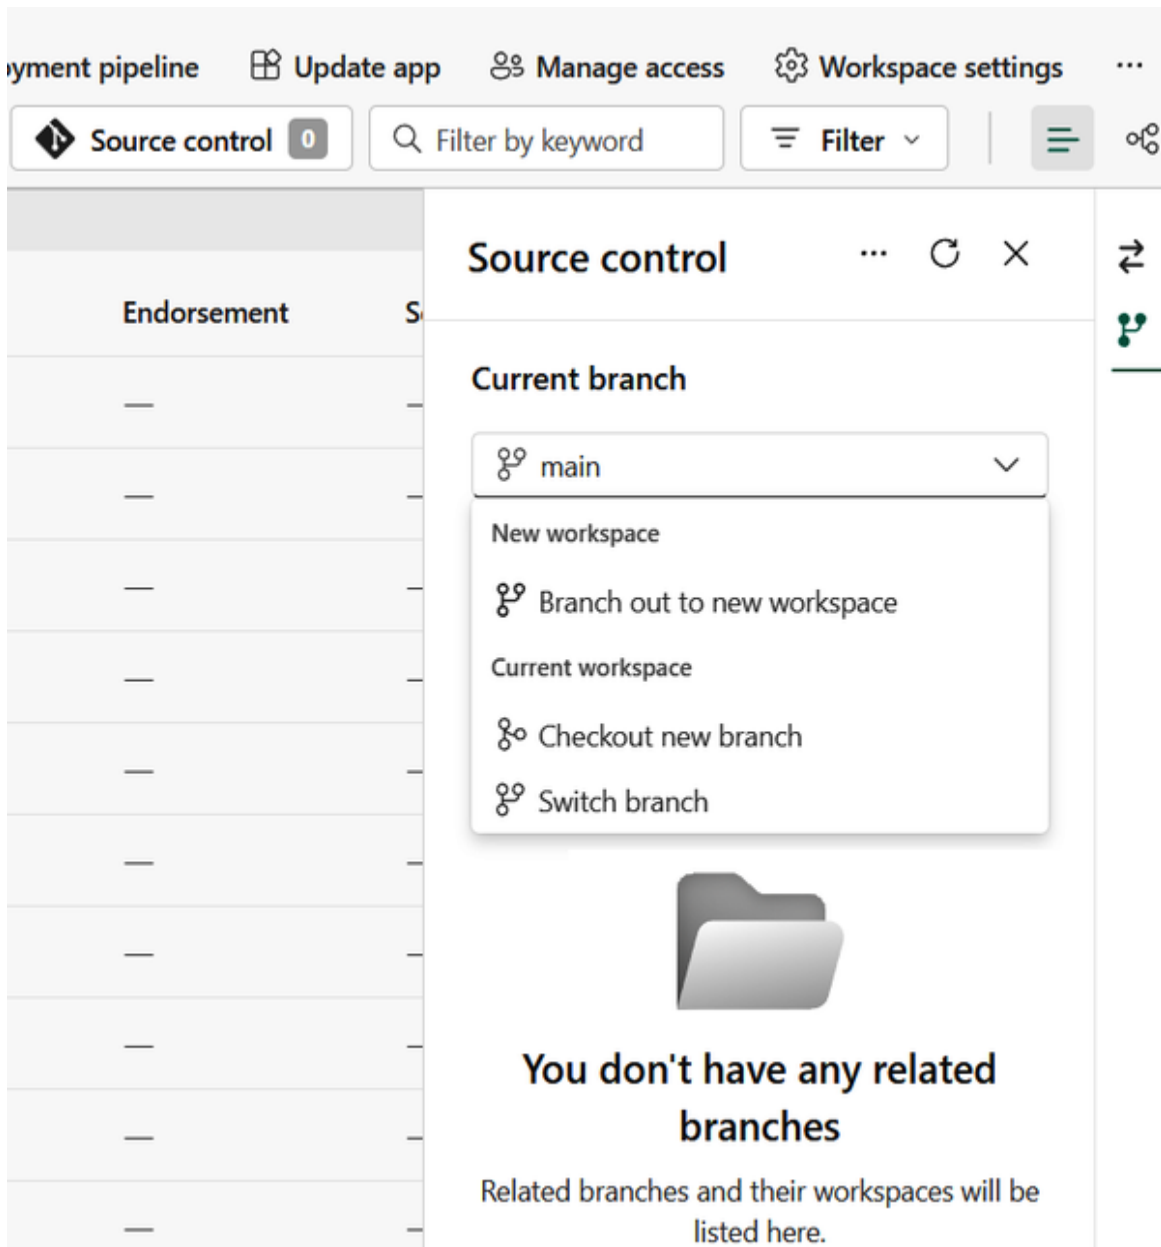 pyment pipeline Update app Manage access Workspace settings ...
Source control 0 Filter by keyword Filter
Source control ...
Endorsement
Current branch
main
New workspace
Branch out to new workspace
Current workspace
Checkout new branch
Switch branch
You don't have any related
branches
Related branches and their workspaces will be
listed here.